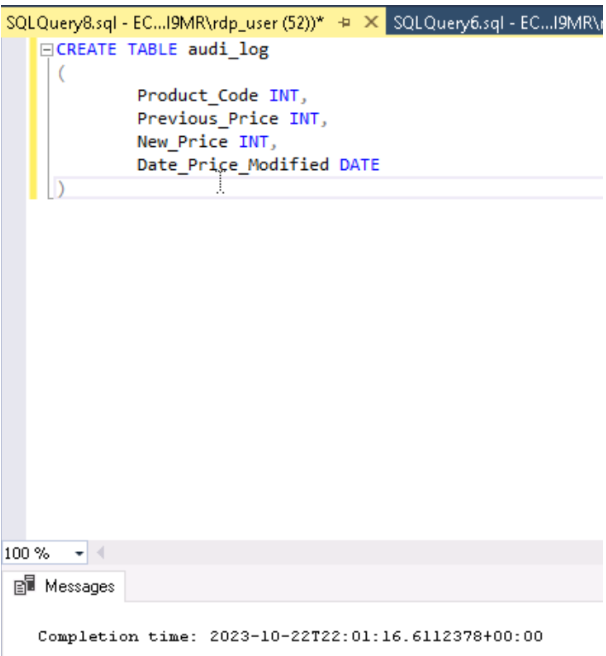 SQLQuery8.sql - EC...I9MR\rdp_user (52))* SQLQuery6.sql - EC...I9MR\
CREATE TABLE audi_log
(
Product_Code INT,
Previous_Price INT,
New_Price INT,
Date_Price_Modified DATE
)
100 %
Messages
Completion time: 2023-10-22T22:01:16.6112378+00:00